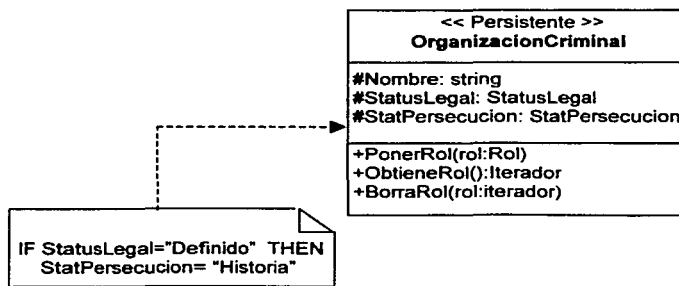 << Persistente >>
OrganizacionCriminal
#Nombre: string
#StatusLegal: StatusLegal
#StatPersecucion: StatPersecucion
+PonerRol(rol:Rol)
+ObtieneRol():Iterador
+BorraRol(rol:iterador)
IF StatusLegal="Definido" THEN
StatPersecucion= "Historia"